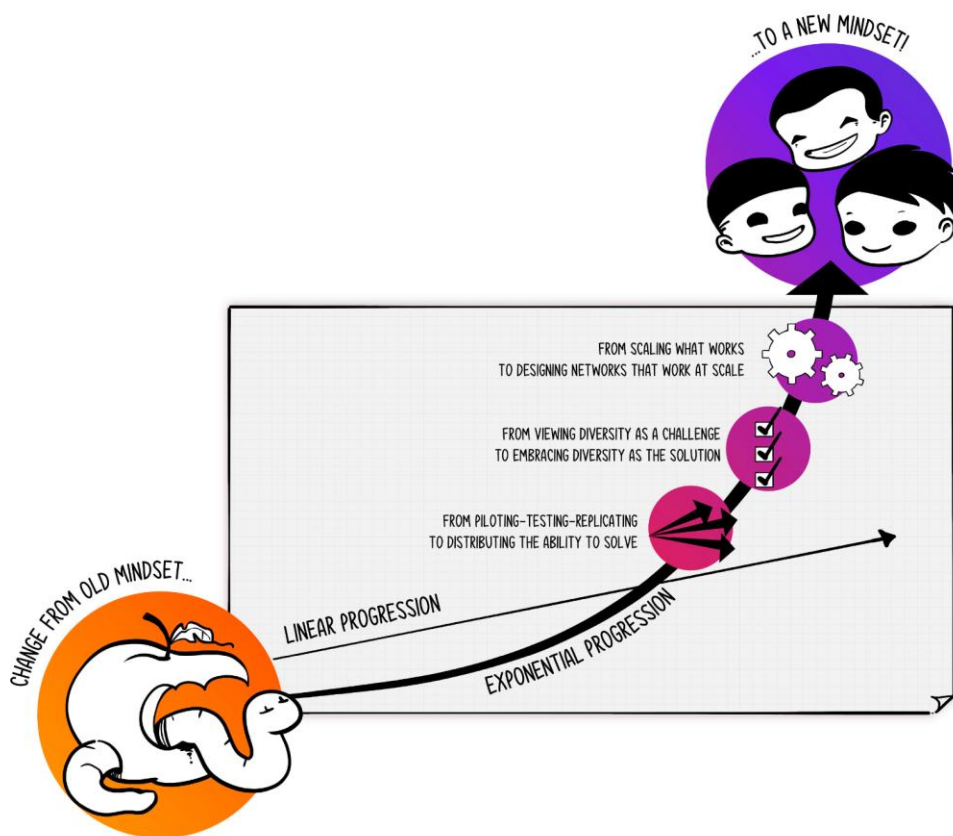 ...TO A NEW MINDSET!
FROM SCALING WHAT WORKS
TO DESIGNING NETWORKS THAT WORK AT SCALE
FROM VIEWING DIVERSITY AS A CHALLENGE
TO EMBRACING DIVERSITY AS THE SOLUTION
FROM PILOTING-TESTING-REPLICATING
TO DISTRIBUTING THE ABILITY TO SOLVE
CHANGE FROM OLD MINDSET...
LINEAR PROGRESSION
EXPONENTIAL PROGRESSION